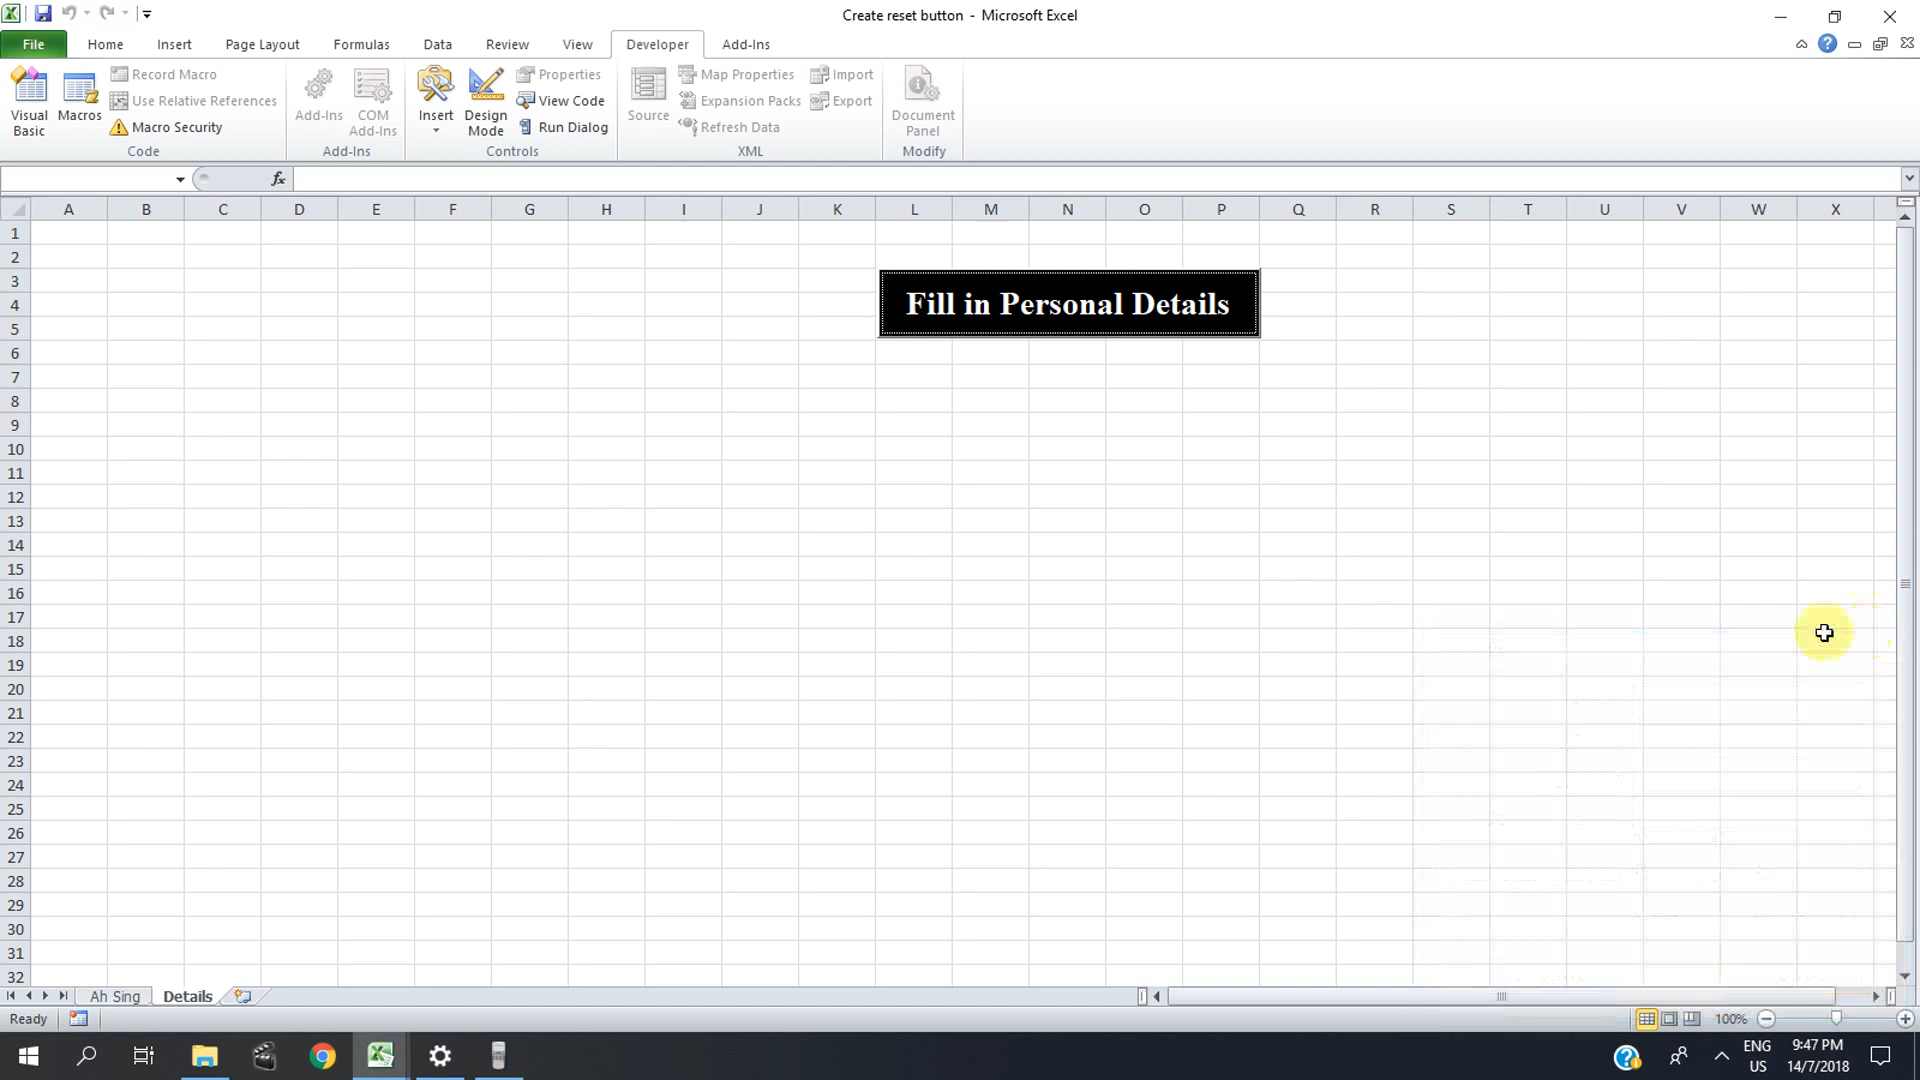 Create reset button - Microsoft Excel
File Home Insert Page Layout Formulas Data Review View Developer Add-Ins
Visual Basic
Macros
Record Macro
Use Relative References
Macro Security
Code
Add-Ins
COM Add-Ins
Add-Ins
Insert
Design Mode
Properties
View Code
Run Dialog
Controls
Source
Map Properties
Expansion Packs
Refresh Data
Import
Export
XML
Document Panel
Modify
fx
A B C D E F G H I J K L M N O P Q R S T U V W X
1
2
3
Fill in Personal Details
4
5
6
7
8
9
10
11
12
13
14
15
16
17
18
19
20
21
22
23
24
25
26
27
28
29
30
31
32
Ah Sing Details
Ready
100%
ENG
US
9:47 PM
14/7/2018